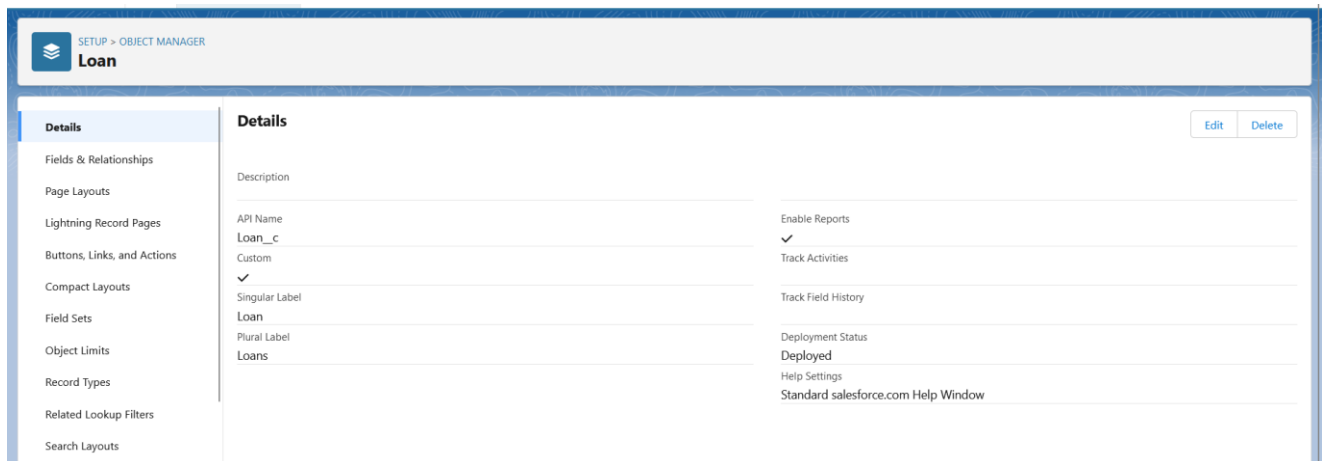 SETUP > OBJECT MANAGER
Loan
Details
Fields & Relationships
Page Layouts
Lightning Record Pages
Buttons, Links, and Actions
Compact Layouts
Field Sets
Object Limits
Record Types
Related Lookup Filters
Search Layouts
Details
Edit
Delete
Description
API Name
Loan__c
Custom
Singular Label
Loan
Plural Label
Loans
Enable Reports
Track Activities
Track Field History
Deployment Status
Deployed
Help Settings
Standard salesforce.com Help Window